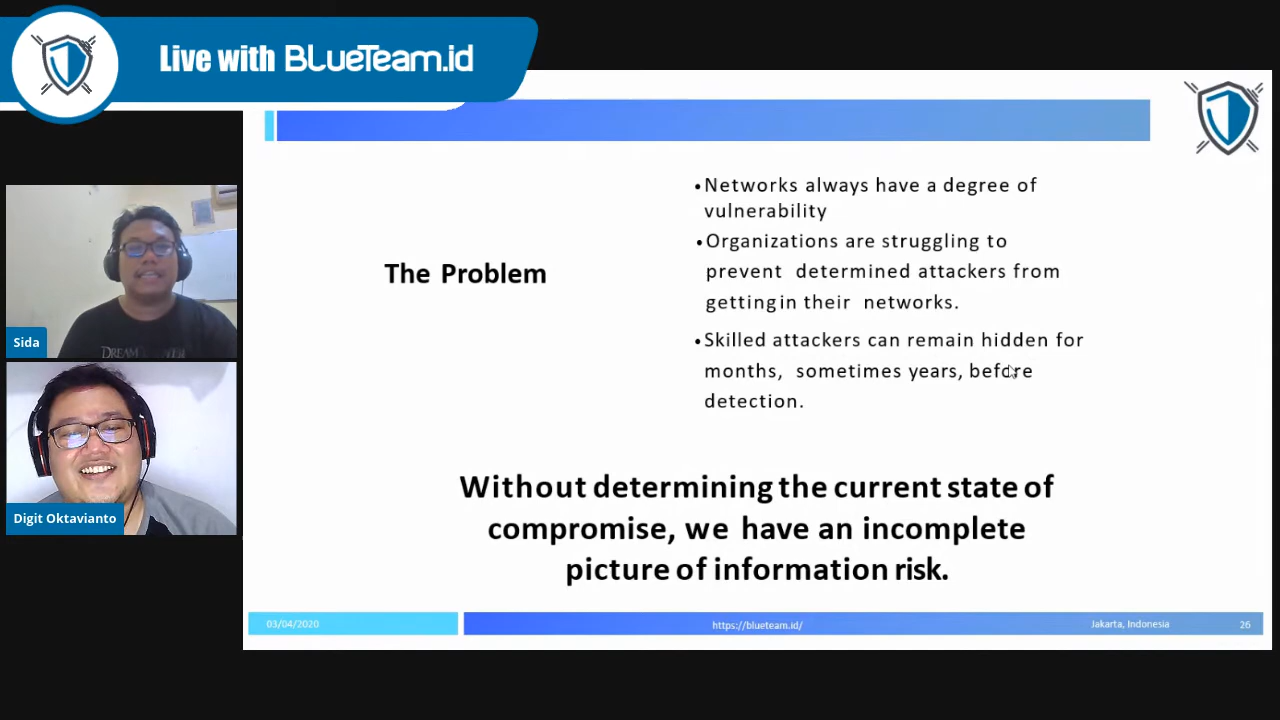 Live with BLUETeam.id
Networks always have a degree of
vulnerability
Organizations are struggling to
prevent determined attackers from
getting in their networks.
The Problem
Skilled attackers can remain hidden for
months, sometimes years, before
detection.
Sida
Without determining the current state of
compromise, we have an incomplete
picture of information risk.
Digit Oktavianto
03/04/2020
https://blueteam.id/
Jakarta, Indonesia
26